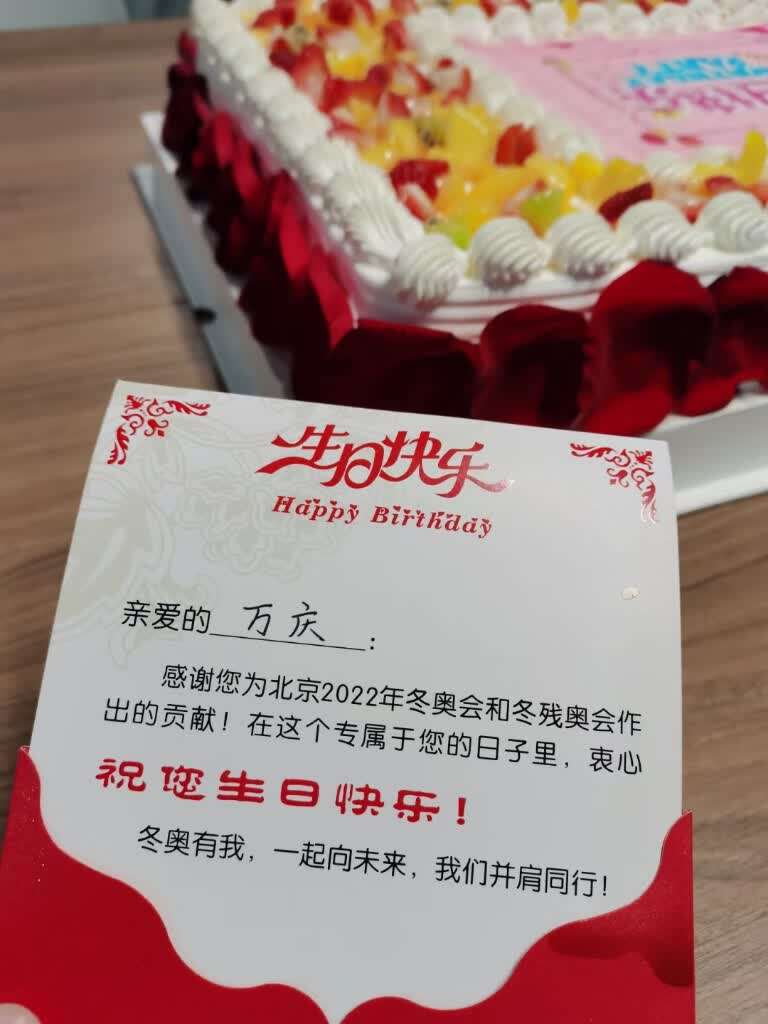 生日快乐
Happy Birthday
亲爱的 万庆 :
感谢您为北京2022年冬奥会和冬残奥会作
出的贡献！在这个专属于您的日子里，衷心
祝您生日快乐！
冬奥有我，一起向未来，我们并肩同行！